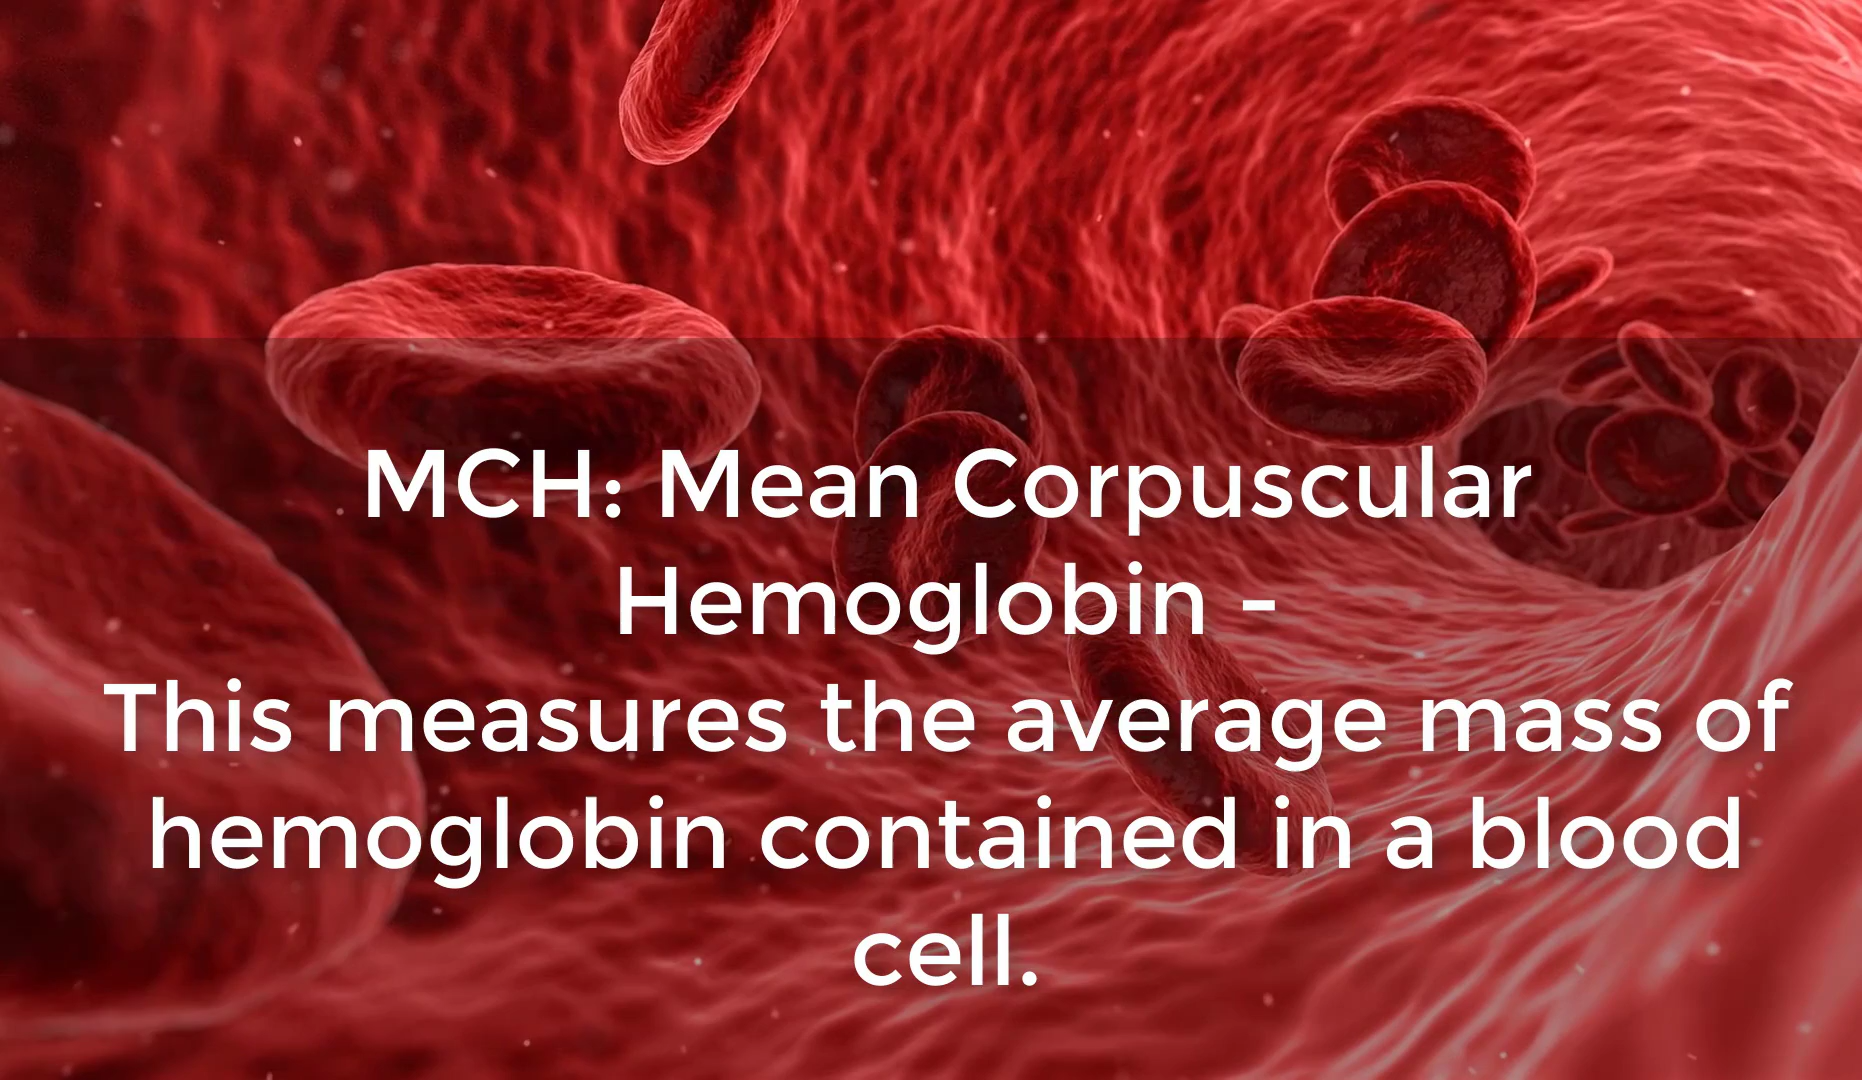 MCH: Mean Corpuscular
Hemoglobin -
This measures the average mass of
hemoglobin contained in a blood
cell.